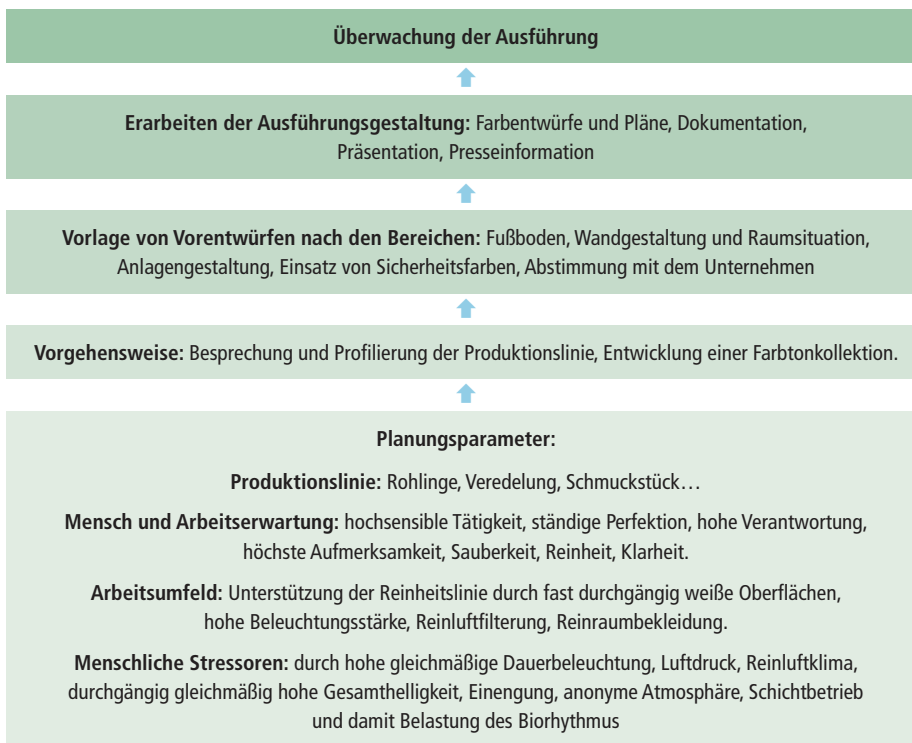 Überwachung der Ausführung
Erarbeiten der Ausführungsgestaltung: Farbentwürfe und Pläne, Dokumentation,
Präsentation, Presseinformation
Vorlage von Vorentwürfen nach den Bereichen: Fußboden, Wandgestaltung und Raumsituation,
Anlagengestaltung, Einsatz von Sicherheitsfarben, Abstimmung mit dem Unternehmen
Vorgehensweise: Besprechung und Profilierung der Produktionslinie, Entwicklung einer Farbtonkollektion.
Planungsparameter:
Produktionslinie: Rohlinge, Veredelung, Schmuckstück…
Mensch und Arbeitserwartung: hochsensible Tätigkeit, ständige Perfektion, hohe Verantwortung,
höchste Aufmerksamkeit, Sauberkeit, Reinheit, Klarheit.
Arbeitsumfeld: Unterstützung der Reinheitslinie durch fast durchgängig weiße Oberflächen,
hohe Beleuchtungsstärke, Reinluftfilterung, Reinraumbekleidung.
Menschliche Stressoren: durch hohe gleichmäßige Dauerbeleuchtung, Luftdruck, Reinluftklima,
durchgängig gleichmäßig hohe Gesamthelligkeit, Einengung, anonyme Atmosphäre, Schichtbetrieb
und damit Belastung des Biorhythmus